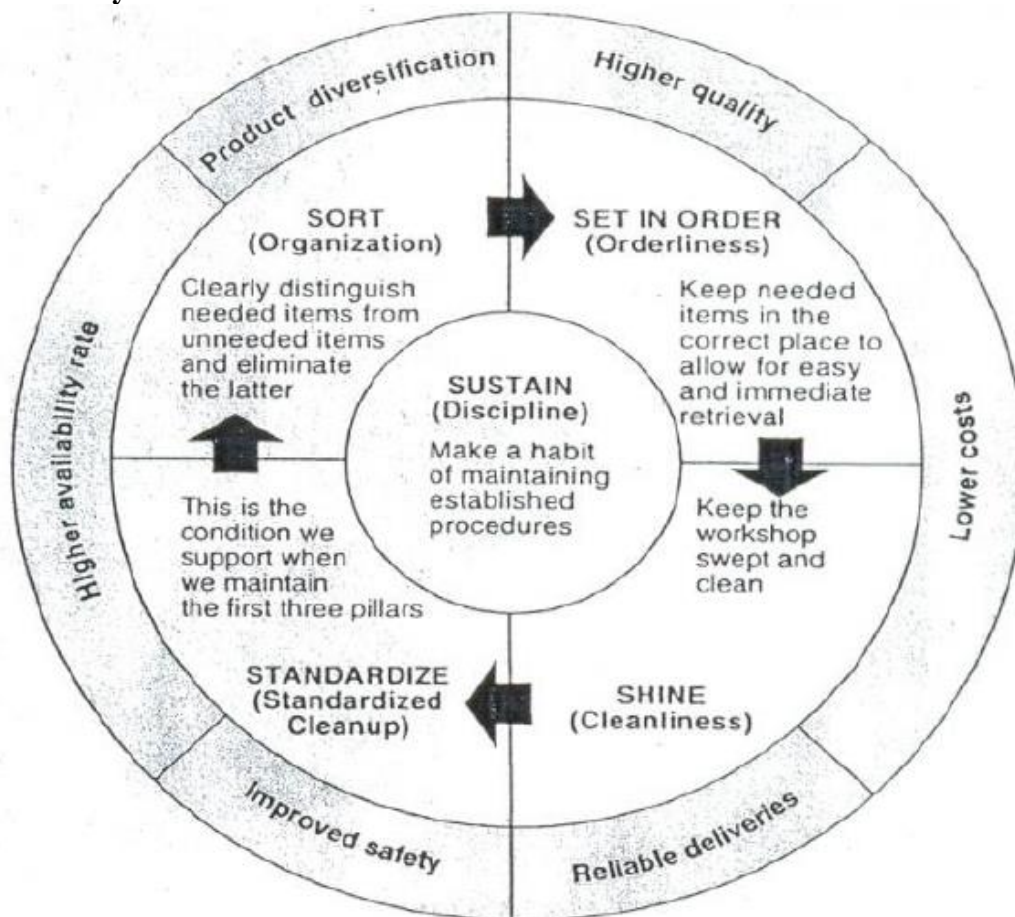 Product diversification
Higher quality
SORT
(Organization)
SET IN ORDER
(Orderliness)
Clearly distinguish
needed items from
unneeded items
and eliminate
the latter
Keep needed
items in the
correct place to
allow for easy
and immediate
retrieval
SUSTAIN
(Discipline)
Make a habit
of maintaining
established
procedures
Higher availability rate
Lower costs
This is the
condition we
support when
we maintain
the first three pillars
Keep the
workshop
swept and
clean
STANDARDIZE
(Standardized
Cleanup)
SHINE
(Cleanliness)
Improved safety
Reliable deliveries